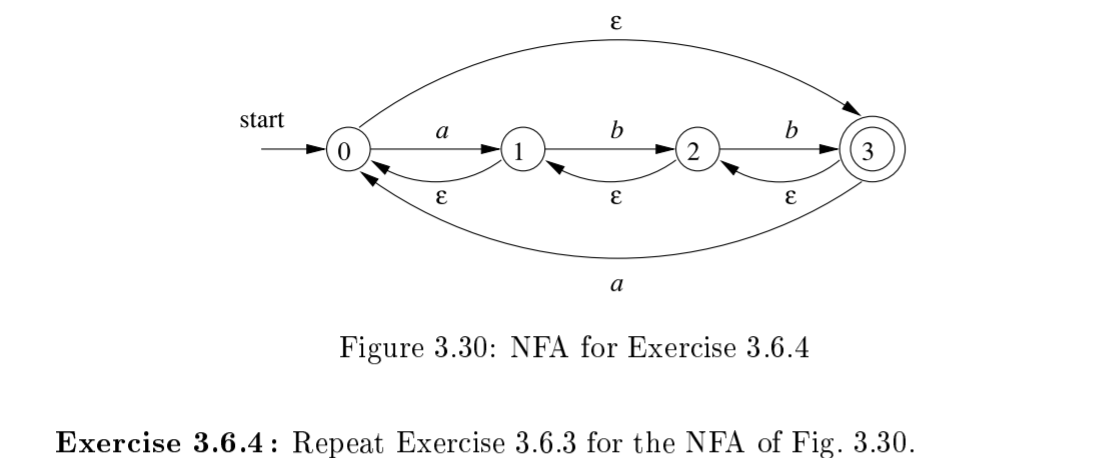 ε
start
a
b
b
0
1
2
3
ε
ε
ε
a
Figure 3.30: NFA for Exercise 3.6.4
Exercise 3.6.4: Repeat Exercise 3.6.3 for the NFA of Fig. 3.30.